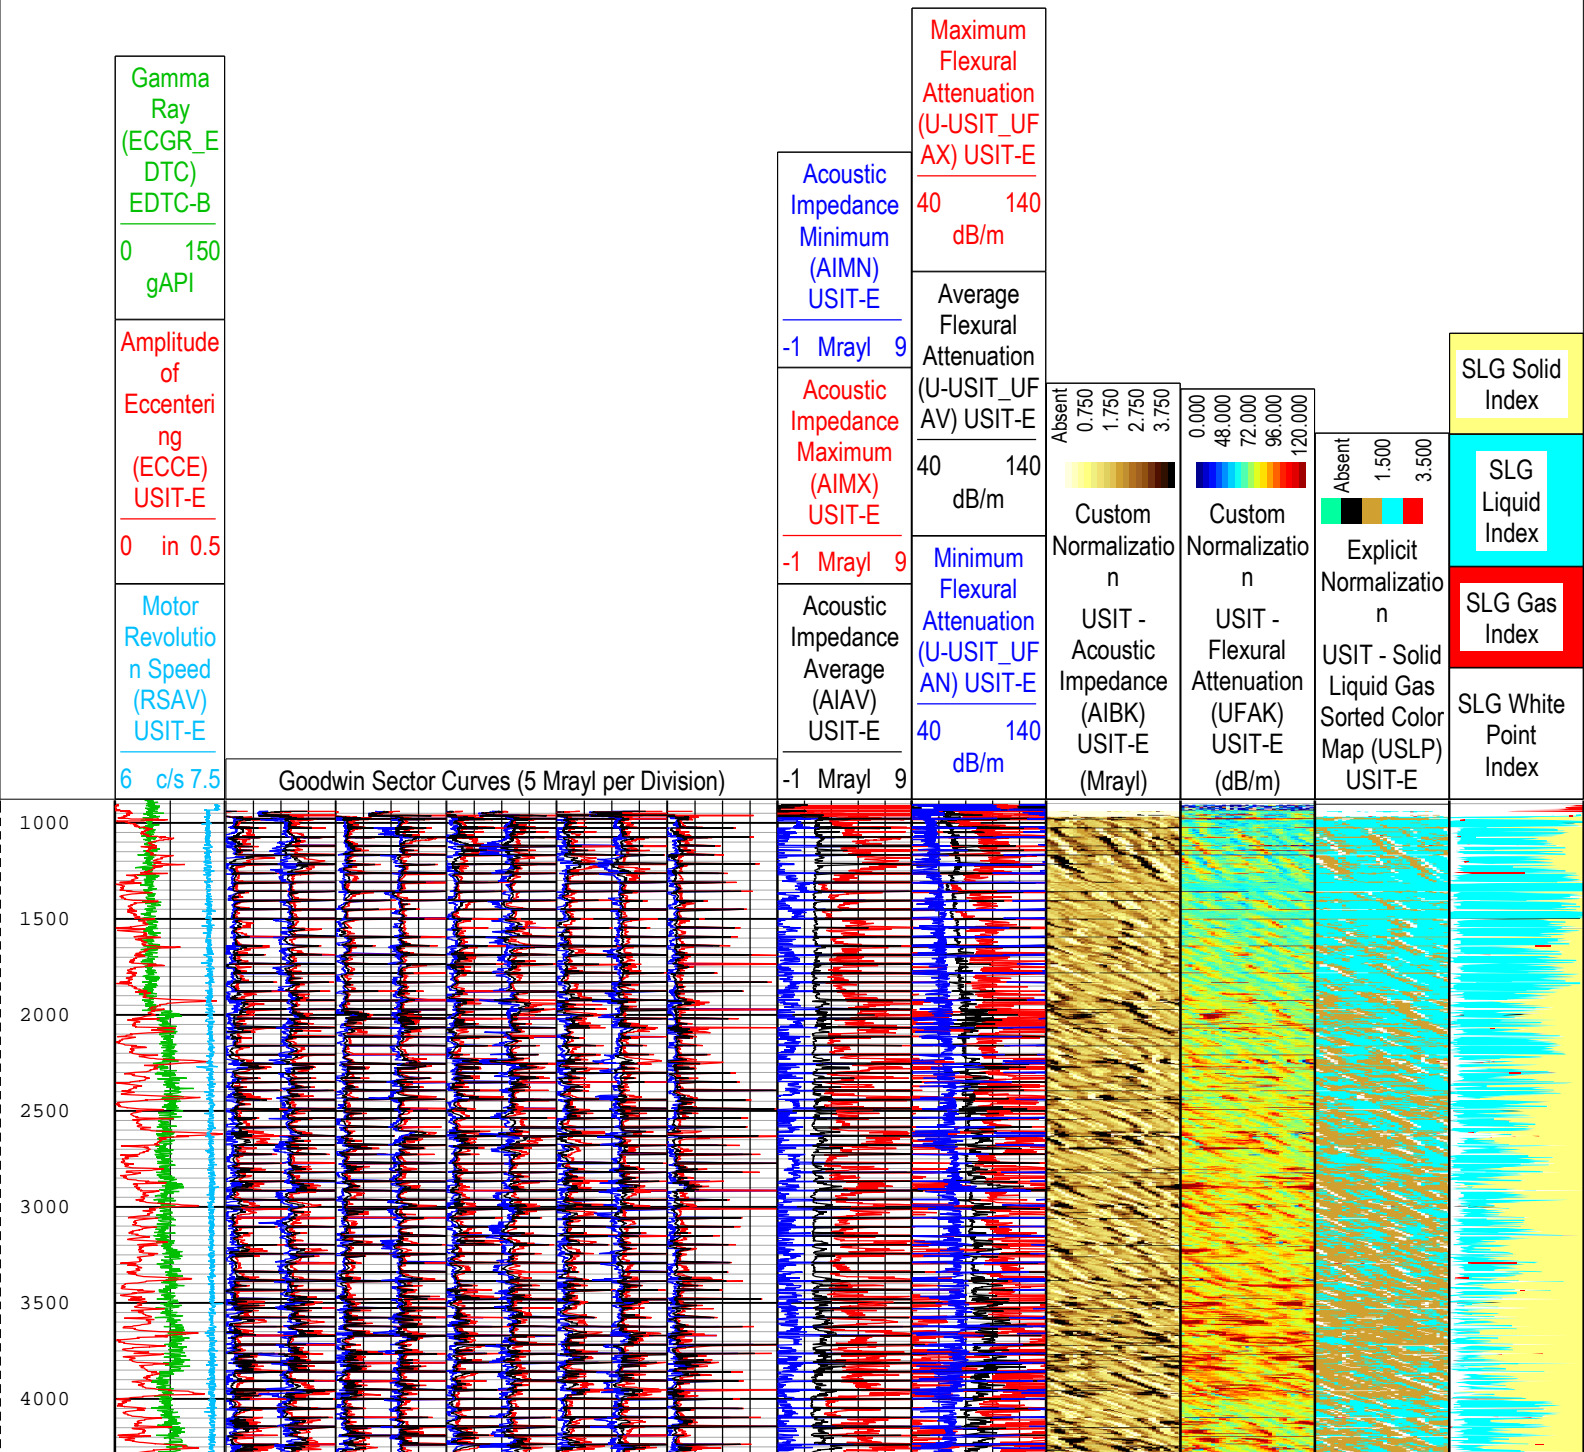 Gamma
Ray
(ECGR_E
DTC)
EDTC-B
0 150
gAPI
Amplitude
of
Eccenteri
ng
(ECCE)
USIT-E
0 in 0.5
Motor
Revolutio
n Speed
(RSAV)
USIT-E
6 c/s 7.5
Goodwin Sector Curves (5 Mrayl per Division)
Acoustic
Impedance
Minimum
(AIMN)
USIT-E
-1 Mrayl 9
Acoustic
Impedance
Maximum
(AIMX)
USIT-E
-1 Mrayl 9
Acoustic
Impedance
Average
(AIAV)
USIT-E
-1 Mrayl 9
Maximum
Flexural
Attenuation
(U-USIT_UF
AX) USIT-E
40 140
dB/m
Average
Flexural
Attenuation
(U-USIT_UF
AV) USIT-E
40 140
dB/m
Minimum
Flexural
Attenuation
(U-USIT_UF
AN) USIT-E
40 140
dB/m
Absent
0.750
1.750
2.750
3.750
Custom
Normalizatio
n
USIT -
Acoustic
Impedance
(AIBK)
USIT-E
(Mrayl)
0.000
48.000
72.000
96.000
120.000
Custom
Normalizatio
n
USIT -
Flexural
Attenuation
(UFAK)
USIT-E
(dB/m)
Absent
1.500
3.500
Explicit
Normalizatio
n
USIT - Solid
Liquid Gas
Sorted Color
Map (USLP)
USIT-E
SLG Solid
Index
SLG
Liquid
Index
SLG Gas
Index
SLG White
Point
Index
1000
1500
2000
2500
3000
3500
4000